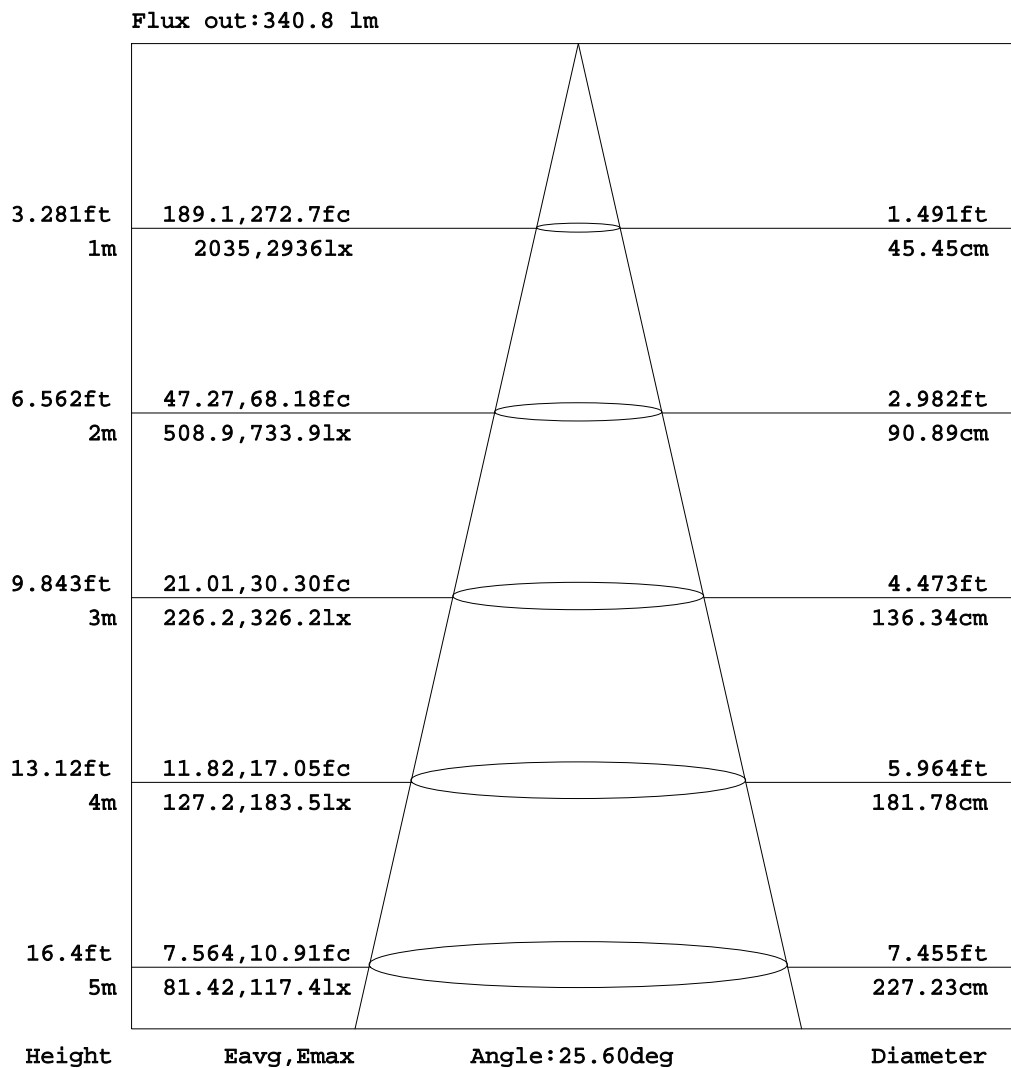 Flux out:340.8 lm
3.281ft 189.1,272.7fc 1.491ft
1m 2035,2936lx 45.45cm
6.562ft 47.27,68.18fc 2.982ft
2m 508.9,733.9lx 90.89cm
9.843ft 21.01,30.30fc 4.473ft
3m 226.2,326.2lx 136.34cm
13.12ft 11.82,17.05fc 5.964ft
4m 127.2,183.5lx 181.78cm
16.4ft 7.564,10.91fc 7.455ft
5m 81.42,117.4lx 227.23cm
Height Eavg,Emax Angle:25.60deg Diameter